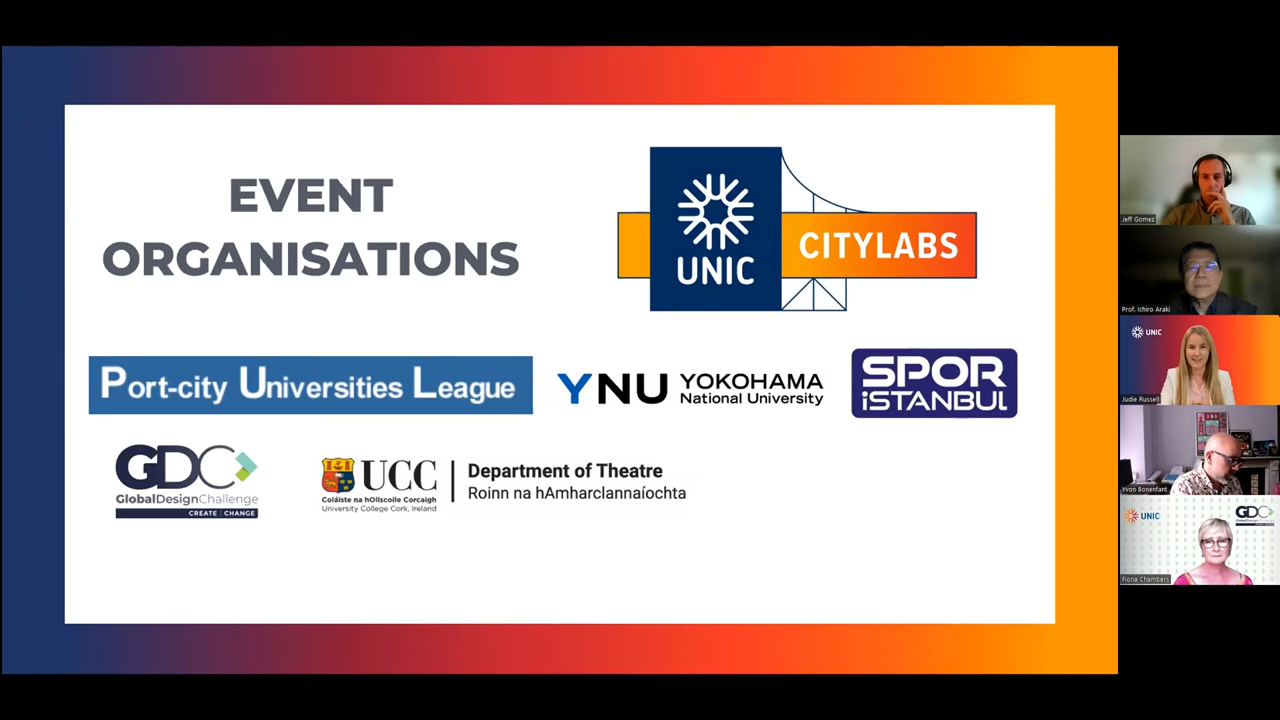 EVENT
ORGANISATIONS
UNIC
CITYLABS
Port-city Universities League
YNU YOKOHAMA
National University
SPOR
iSTANBUL
GDC
GlobalDesignChallenge
CREATE | CHANGE
UCC
Coláiste na hOllscoile Corcaigh
University College Cork, Ireland
Department of Theatre
Roinn na hAmharclannaíochta
Jeff Gomez
Prof. Ichiro Araki
UNIC
Judie Russell
Yvon Bonenfant
UNIC
GDC
Fiona Chambers